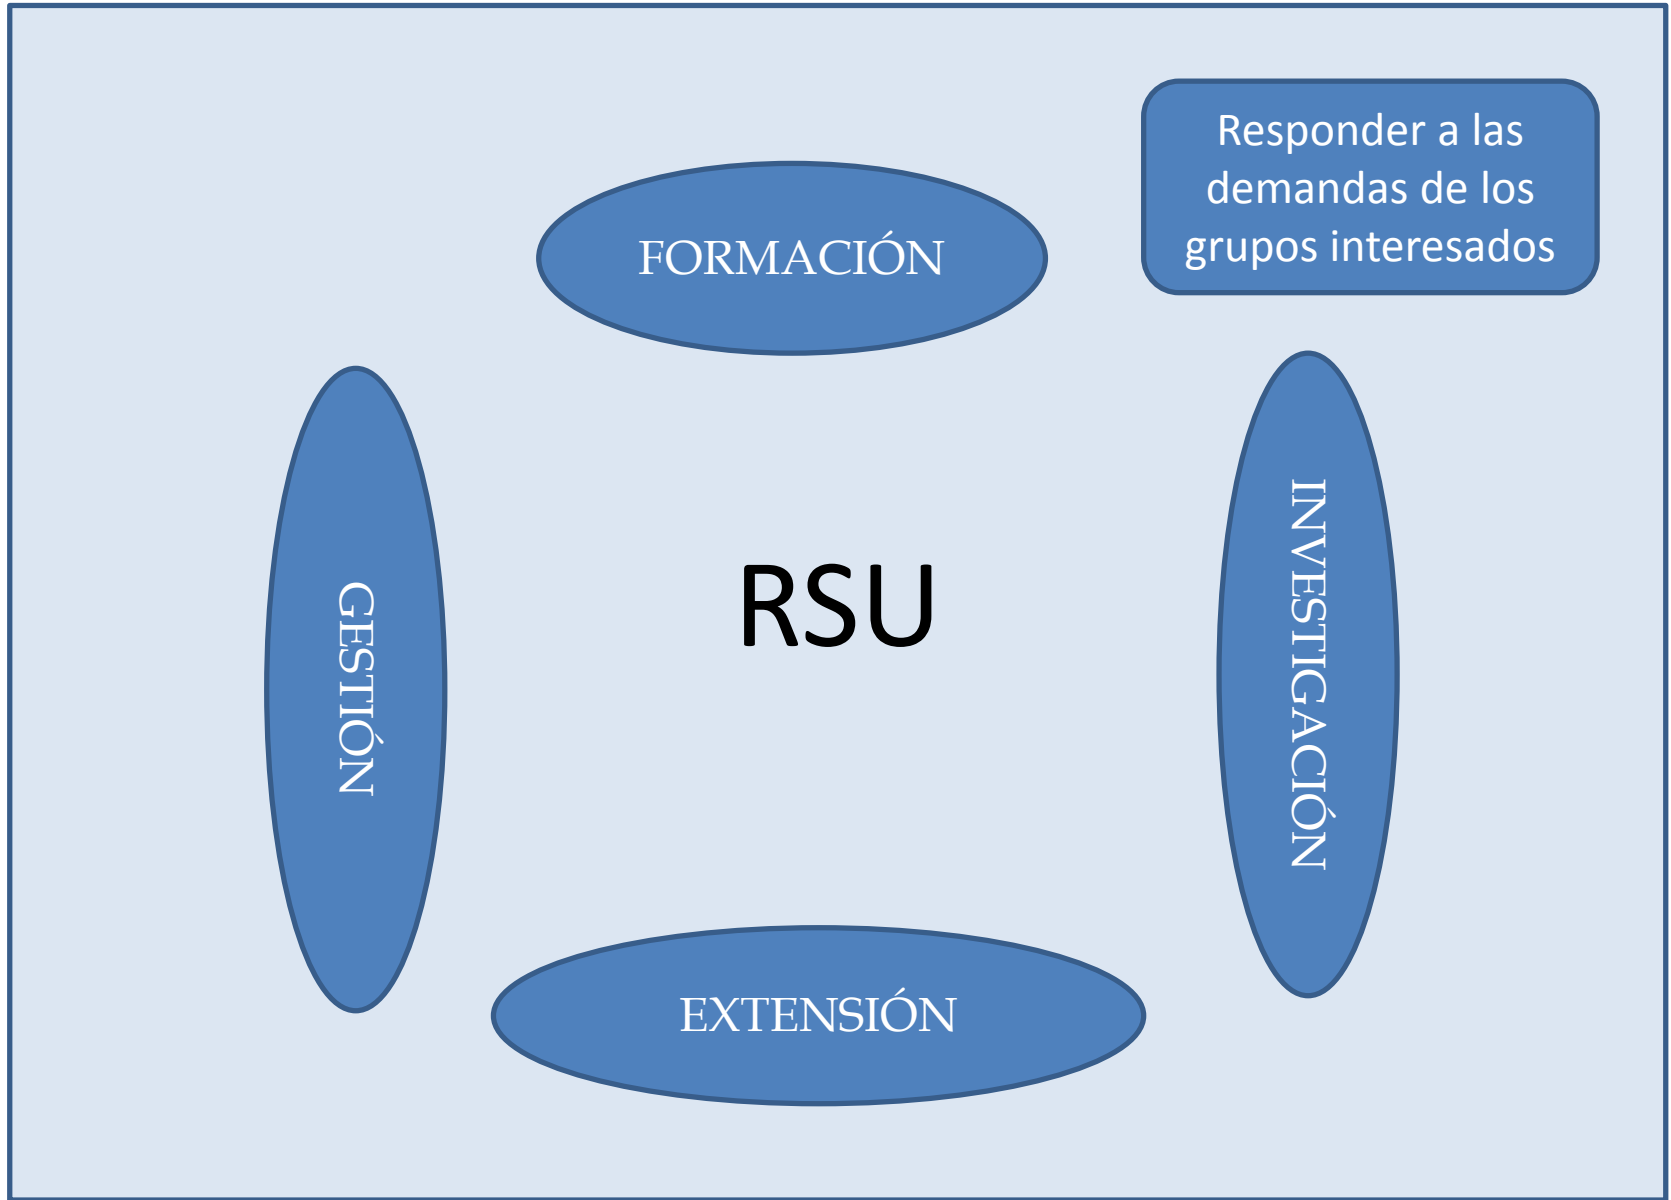 Responder a las
demandas de los
grupos interesados
FORMACIÓN
GESTIÓN
RSU
INVESTIGACIÓN
EXTENSIÓN